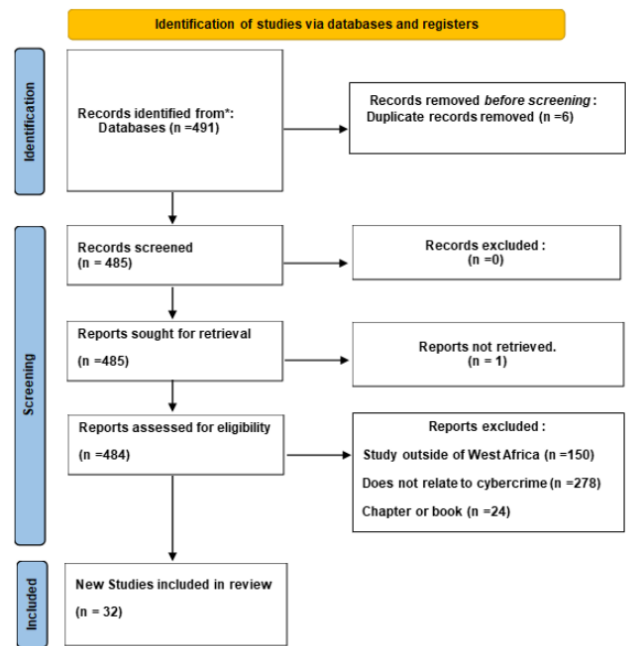 Identification of studies via databases and registers
Identification
Records identified from*:
Databases (n =491)
Records removed before screening :
Duplicate records removed (n =6)
Screening
Records screened
(n = 485)
Records excluded :
(n =0)
Reports sought for retrieval
(n =485)
Reports not retrieved.
(n = 1)
Reports assessed for eligibility
(n =484)
Reports excluded :
Study outside of West Africa (n =150)
Does not relate to cybercrime (n =278)
Chapter or book (n =24)
Included
New Studies included in review
(n = 32)